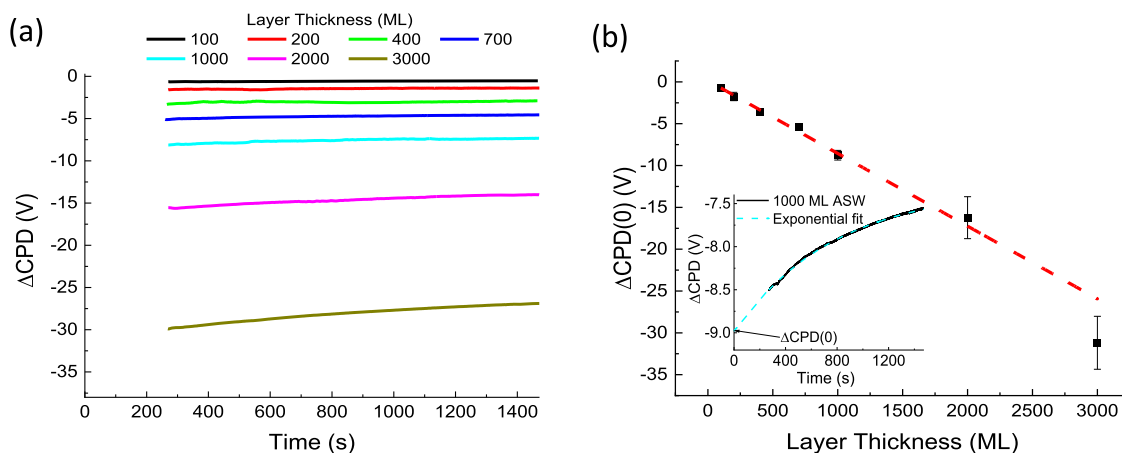 (a)
Layer Thickness (ML)
100 200 400 700
1000 2000 3000
0
-5
-10
-15
-20
-25
-30
-35
ΔCPD (V)
0 200 400 600 800 1000 1200 1400
Time (s)
(b)
0
-5
-10
-15
-20
-25
-30
-35
ΔCPD(0) (V)
0 500 1000 1500 2000 2500 3000
Layer Thickness (ML)
1000 ML ASW
Exponential fit
-7.5
-8.0
-8.5
-9.0
ΔCPD (V)
ΔCPD(0)
0 400 800 1200
Time (s)